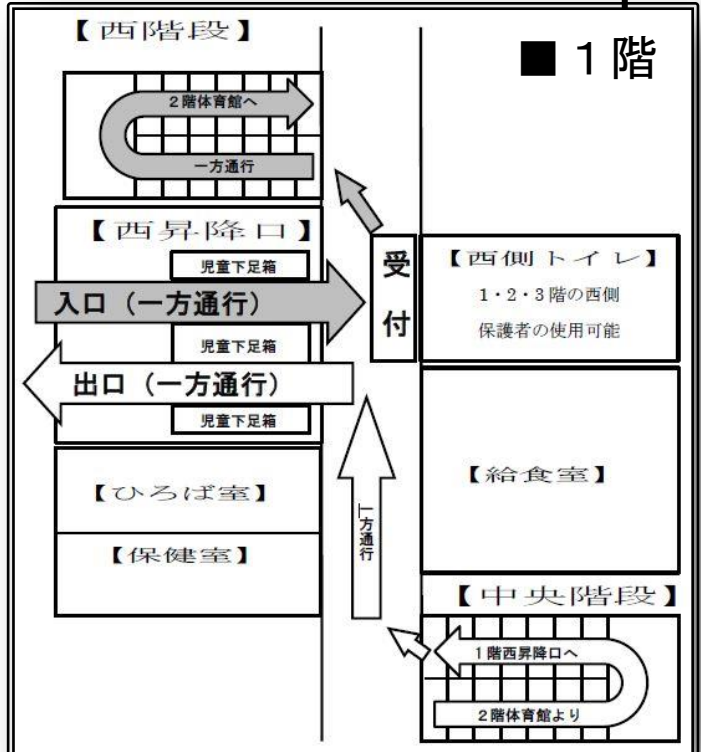 【西階段】
■１階
２階体育館へ
一方通行
【西昇降口】
児童下足箱
入口（一方通行）
児童下足箱
出口（一方通行）
児童下足箱
受付
【西側トイレ】
1・2・3階の西側
保護者の使用可能
【ひろば室】
【保健室】
一方通行
【給食室】
【中央階段】
１階西昇降口へ
２階体育館より